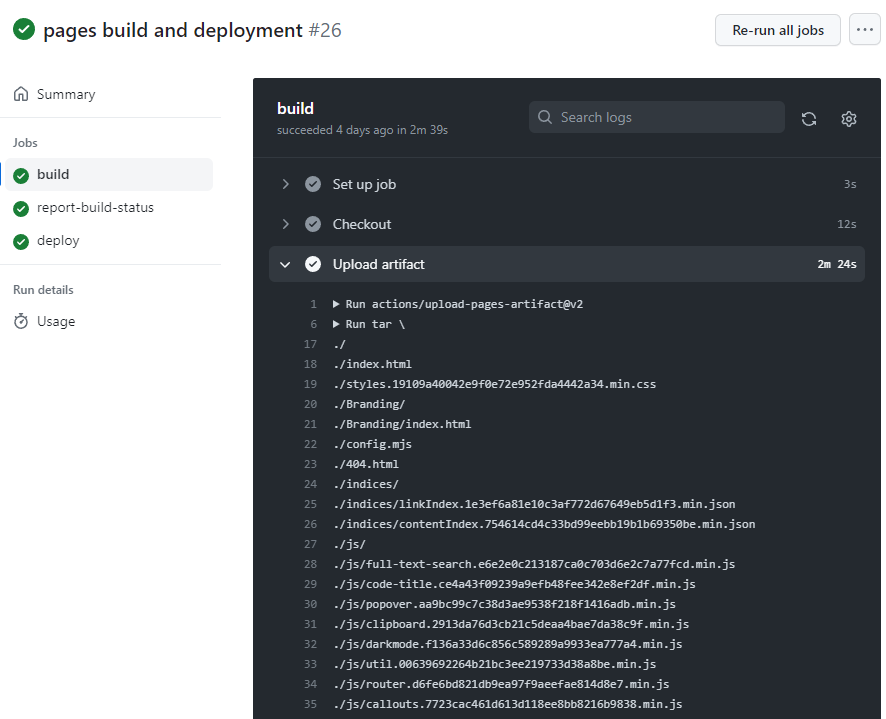 pages build and deployment #26
Re-run all jobs
Summary
Jobs
build
report-build-status
deploy
Run details
Usage
build
succeeded 4 days ago in 2m 39s
Search logs
Set up job 3s
Checkout 12s
Upload artifact 2m 24s
1 Run actions/upload-pages-artifact@v2
6 Run tar \
17 ./
18 ./index.html
19 ./styles.19109a40042e9f0e72e952fda4442a34.min.css
20 ./Branding/
21 ./Branding/index.html
22 ./config.mjs
23 ./404.html
24 ./indices/
25 ./indices/linkIndex.1e3ef6a81e10c3af772d67649eb5d1f3.min.json
26 ./indices/contentIndex.754614cd4c33bd99eebb19b1b69350be.min.json
27 ./js/
28 ./js/full-text-search.e6e2e0c213187ca0c703d6e2c7a77fcd.min.js
29 ./js/code-title.ce4a43f09239a9efb48fee342e8ef2df.min.js
30 ./js/popover.aa9bc99c7c38d3ae9538f218f1416adb.min.js
31 ./js/clipboard.2913da76d3cb21c5deaa4bae7da38c9f.min.js
32 ./js/darkmode.f136a33d6c856c589289a9933ea777a4.min.js
33 ./js/util.00639692264b21bc3ee219733d38a8be.min.js
34 ./js/router.d6fe6bd821db9ea97f9aeefae814d8e7.min.js
35 ./js/callouts.7723cac461d613d118ee8bb8216b9838.min.js